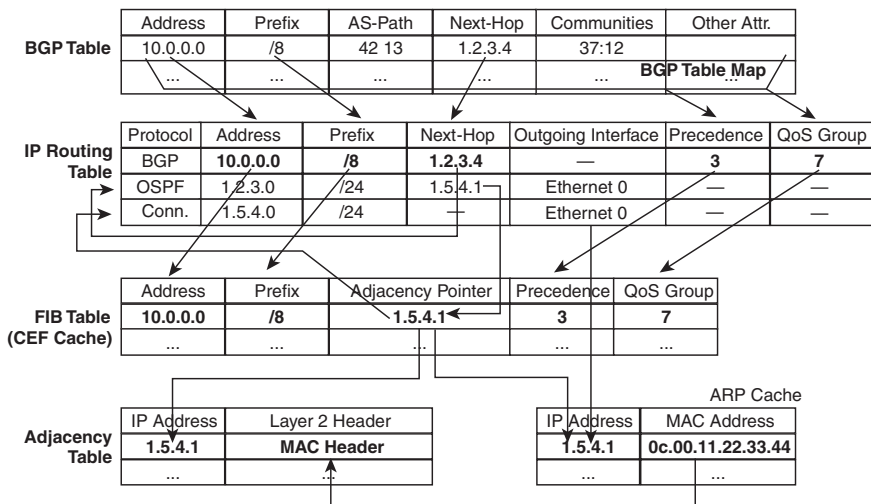 Address Prefix AS-Path Next-Hop Communities Other Attr.
BGP Table 10.0.0.0 /8 42 13 1.2.3.4 37:12
... ... ... ... ... ...
BGP Table Map
Protocol Address Prefix Next-Hop Outgoing Interface Precedence QoS Group
IP Routing Table
BGP 10.0.0.0 /8 1.2.3.4 — 3 7
OSPF 1.2.3.0 /24 1.5.4.1 Ethernet 0 — —
Conn. 1.5.4.0 /24 — Ethernet 0 — —
Address Prefix Adjacency Pointer Precedence QoS Group
FIB Table
(CEF Cache)
10.0.0.0 /8 1.5.4.1 3 7
... ... ... ... ...
ARP Cache
IP Address Layer 2 Header IP Address MAC Address
Adjacency Table
1.5.4.1 MAC Header 1.5.4.1 0c.00.11.22.33.44
... ... ... ...